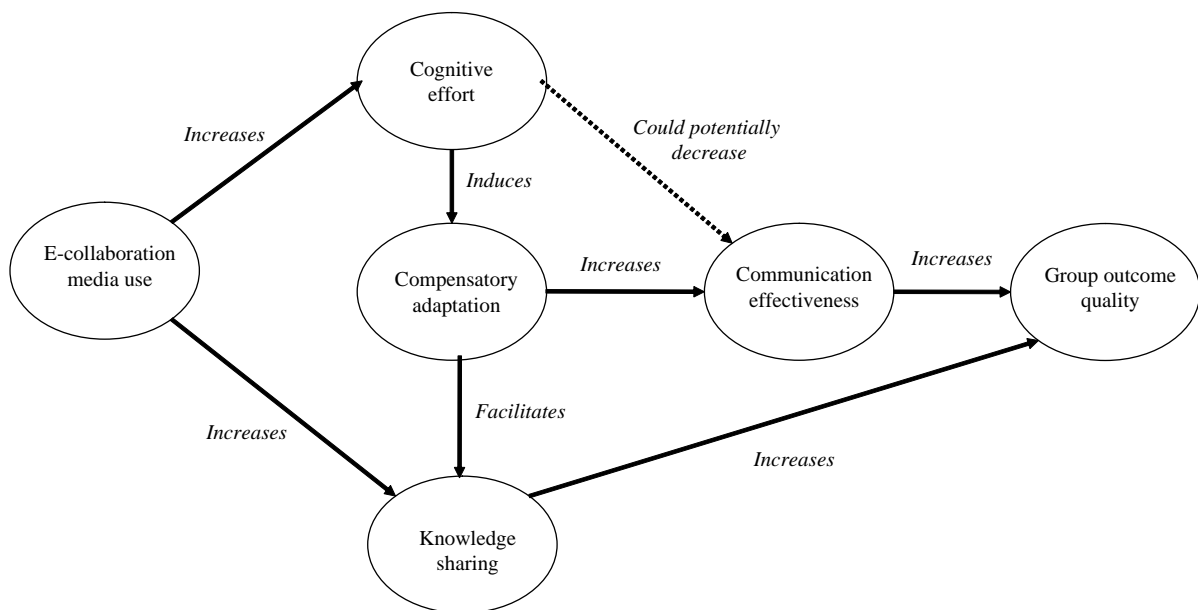 Cognitive
effort
Increases
Could potentially
decrease
Induces
E-collaboration
media use
Compensatory
adaptation
Increases
Communication
effectiveness
Increases
Group outcome
quality
Increases
Facilitates
Increases
Knowledge
sharing